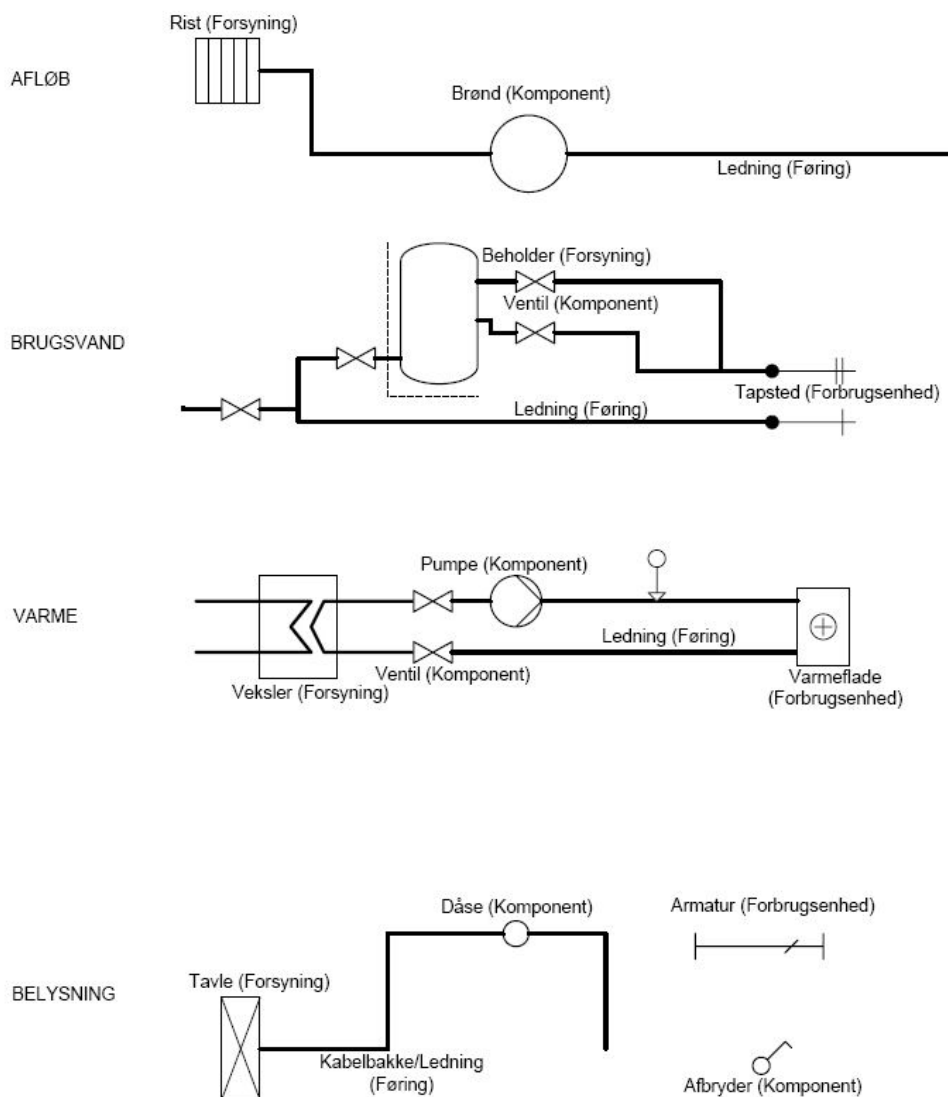 Rist (Forsyning)
AFLØB
Brønd (Komponent)
Ledning (Føring)
Beholder (Forsyning)
Ventil (Komponent)
BRUGSVAND
Tapsted (Forbrugsenhed)
Ledning (Føring)
Pumpe (Komponent)
VARME
Ledning (Føring)
Ventil (Komponent)
Veksler (Forsyning)
Varmeflade
(Forbrugsenhed)
Dåse (Komponent)
Armatur (Forbrugsenhed)
Tavle (Forsyning)
BELYSNING
Kabelbakke/Ledning
(Føring)
Afbryder (Komponent)